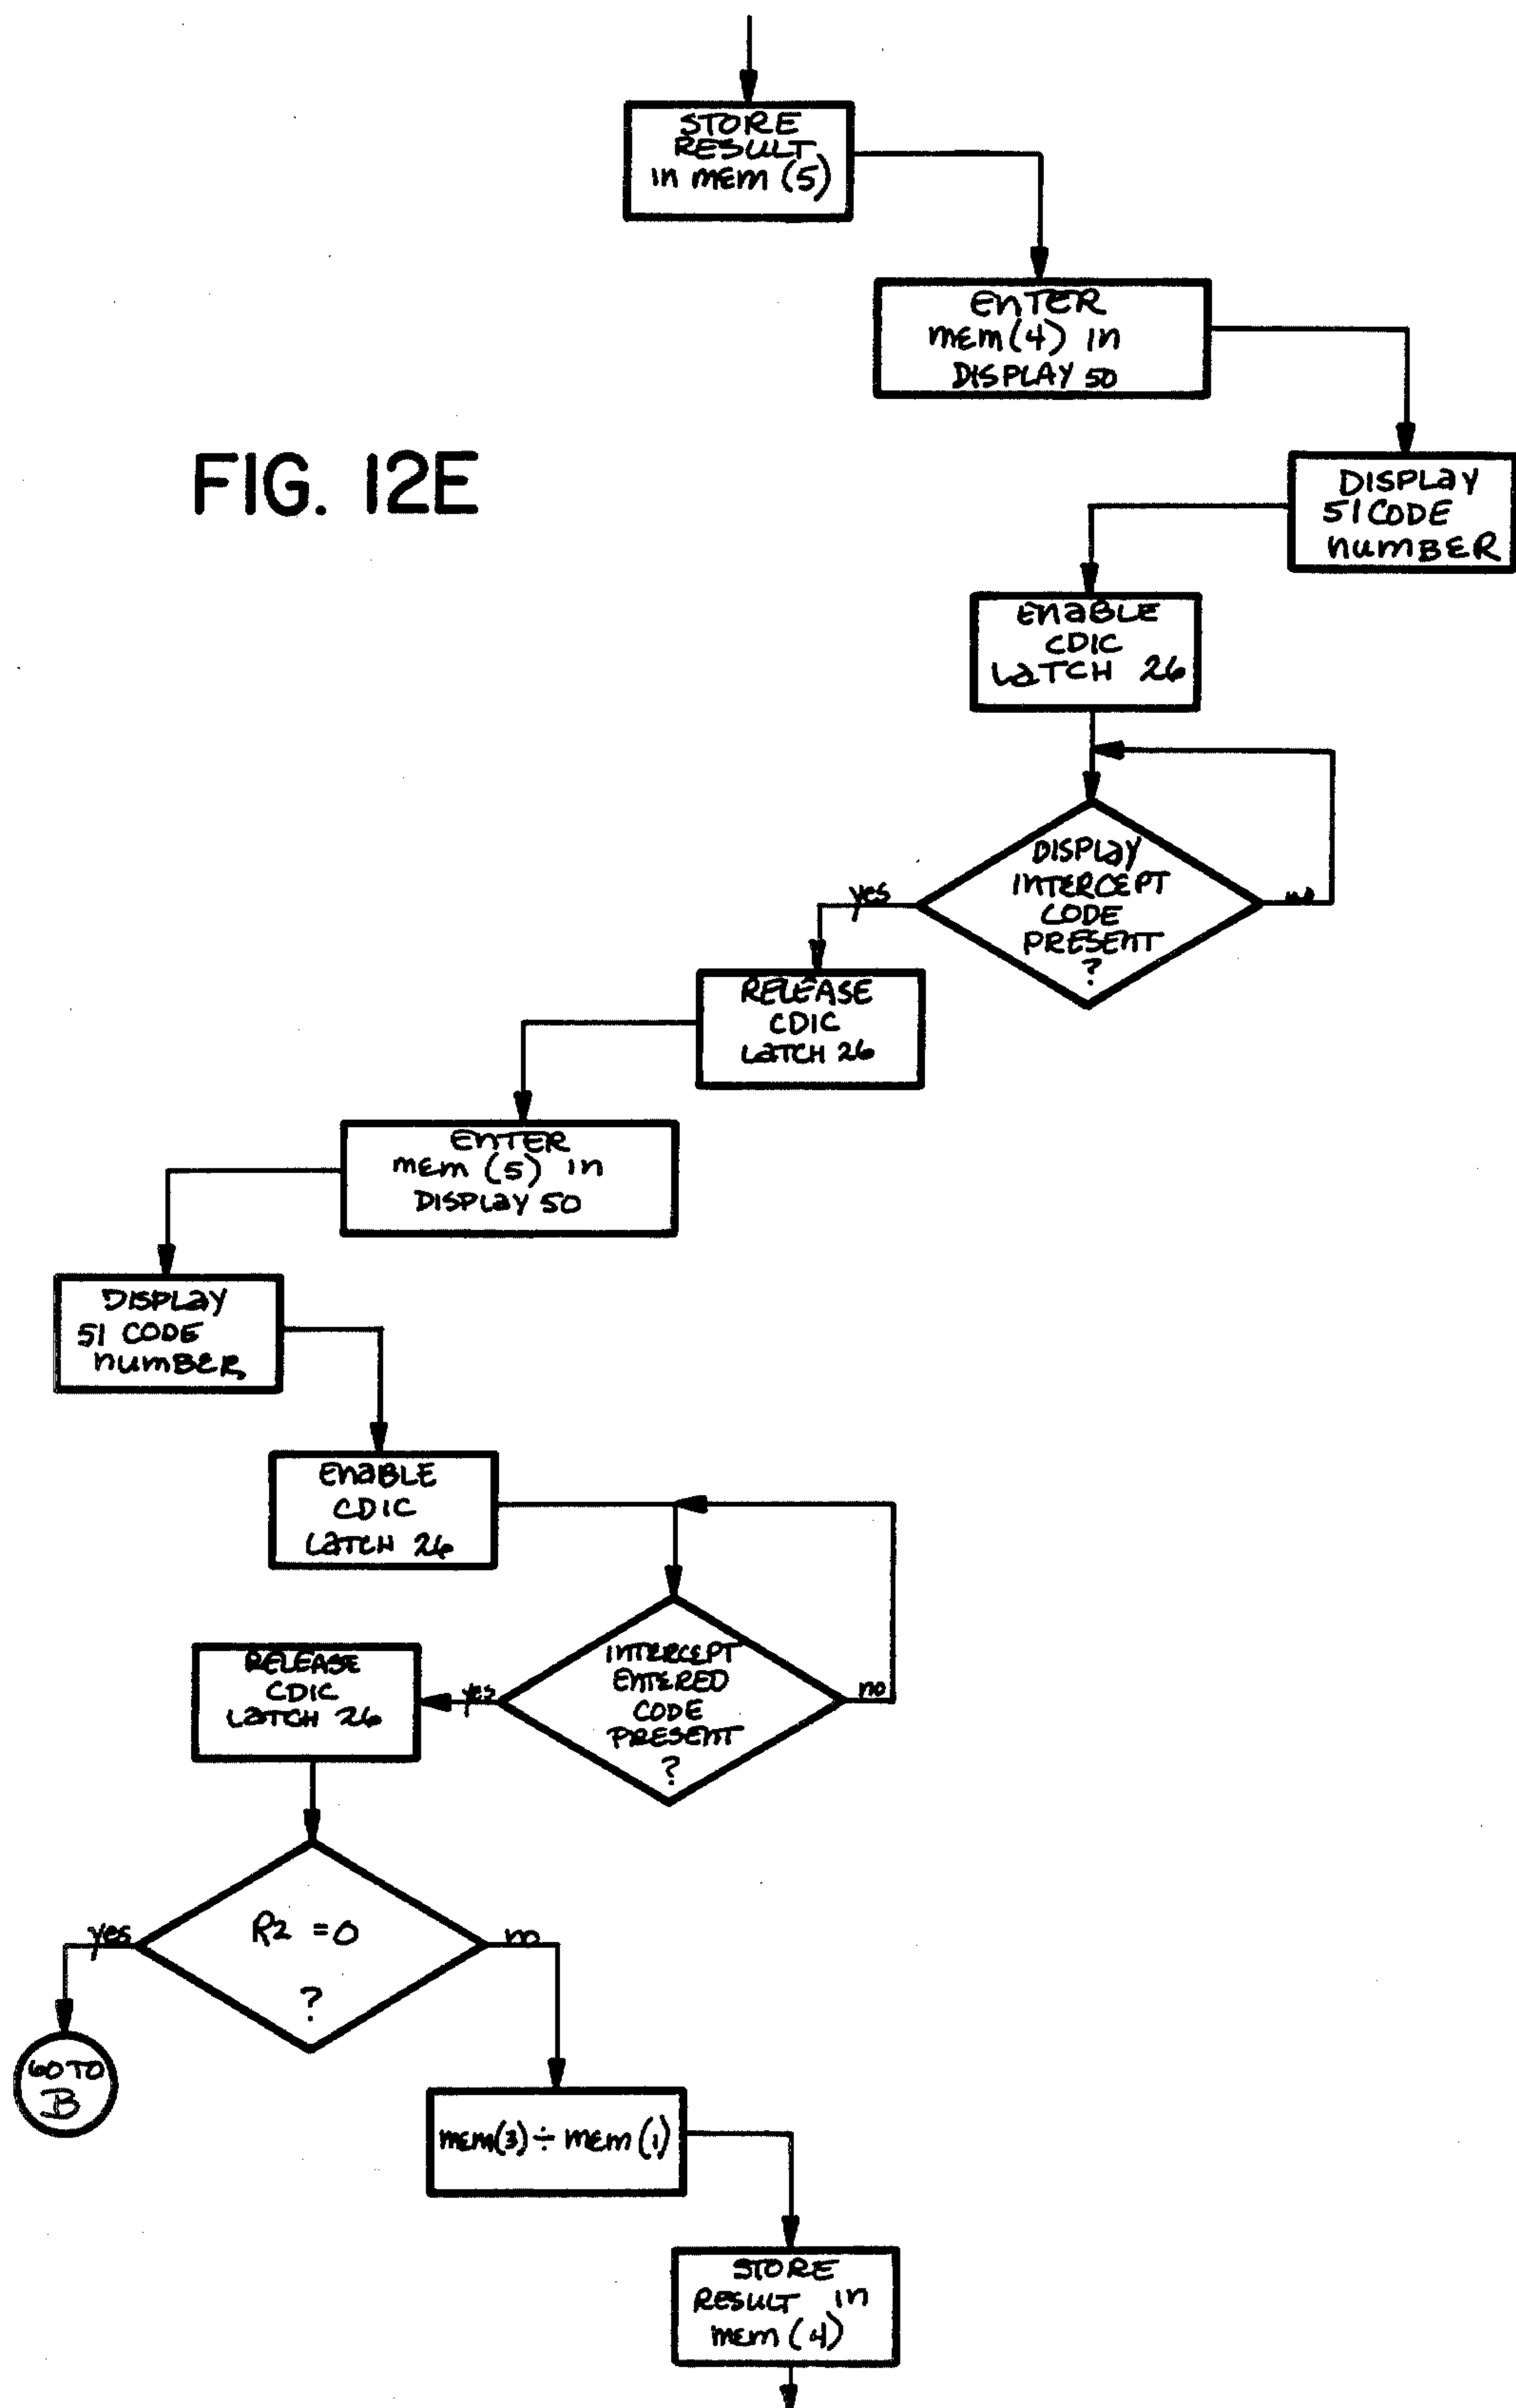 STORE
RESULT
in mem (5)
ENTER
mem (4) in
DISPLAY 50
FIG. 12E
DISPLAY
51 CODE
number
ENABLE
CDIC
LATCH 26
DISPLAY
INTERCEPT
CODE
PRESENT
?
yes
no
RELEASE
CDIC
LATCH 26
ENTER
mem (5) in
DISPLAY 50
DISPLAY
51 CODE
number
ENABLE
CDIC
LATCH 26
INTERCEPT
ENTERED
CODE
PRESENT
?
yes
no
RELEASE
CDIC
LATCH 26
R2 = 0
?
yes
no
GO TO
B
mem(3) ÷ mem (1)
STORE
RESULT in
mem (4)